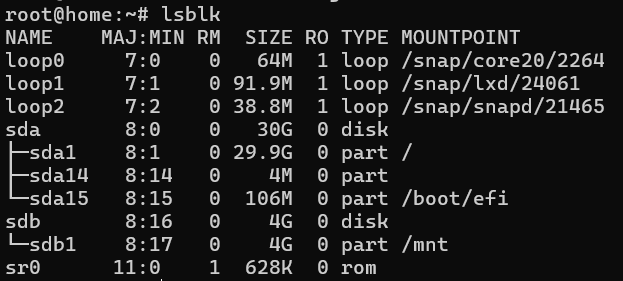 root@home:~# lsblk
NAME    MAJ:MIN RM  SIZE RO TYPE MOUNTPOINT
loop0     7:0    0   64M  1 loop /snap/core20/2264
loop1     7:1    0 91.9M  1 loop /snap/lxd/24061
loop2     7:2    0 38.8M  1 loop /snap/snapd/21465
sda       8:0    0   30G  0 disk
├─sda1    8:1    0 29.9G  0 part /
├─sda14   8:14   0    4M  0 part
└─sda15   8:15   0  106M  0 part /boot/efi
sdb       8:16   0    4G  0 disk
└─sdb1    8:17   0    4G  0 part /mnt
sr0      11:0    1  628K  0 rom